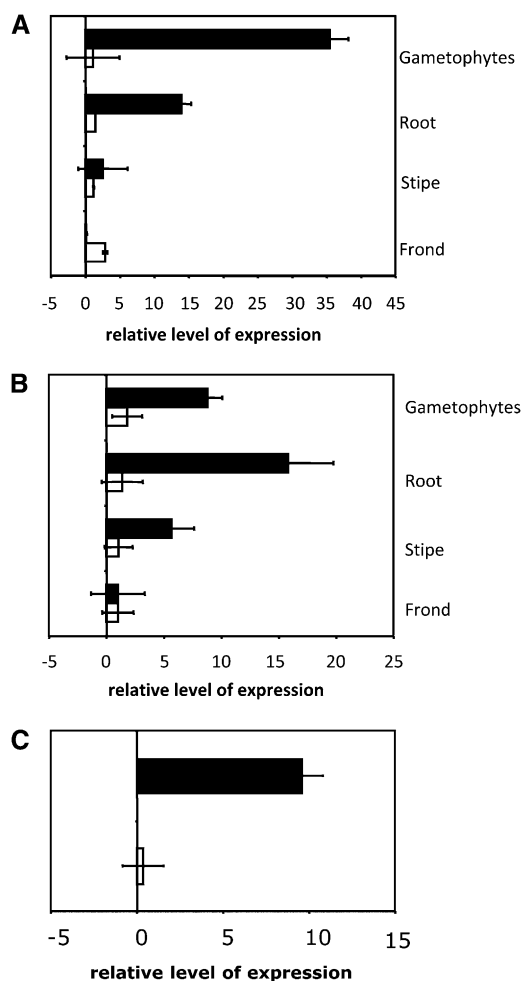 A
Gametophytes
Root
Stipe
Frond
-5 0 5 10 15 20 25 30 35 40 45
relative level of expression
B
Gametophytes
Root
Stipe
Frond
-5 0 5 10 15 20 25
relative level of expression
C
-5 0 5 10 15
relative level of expression